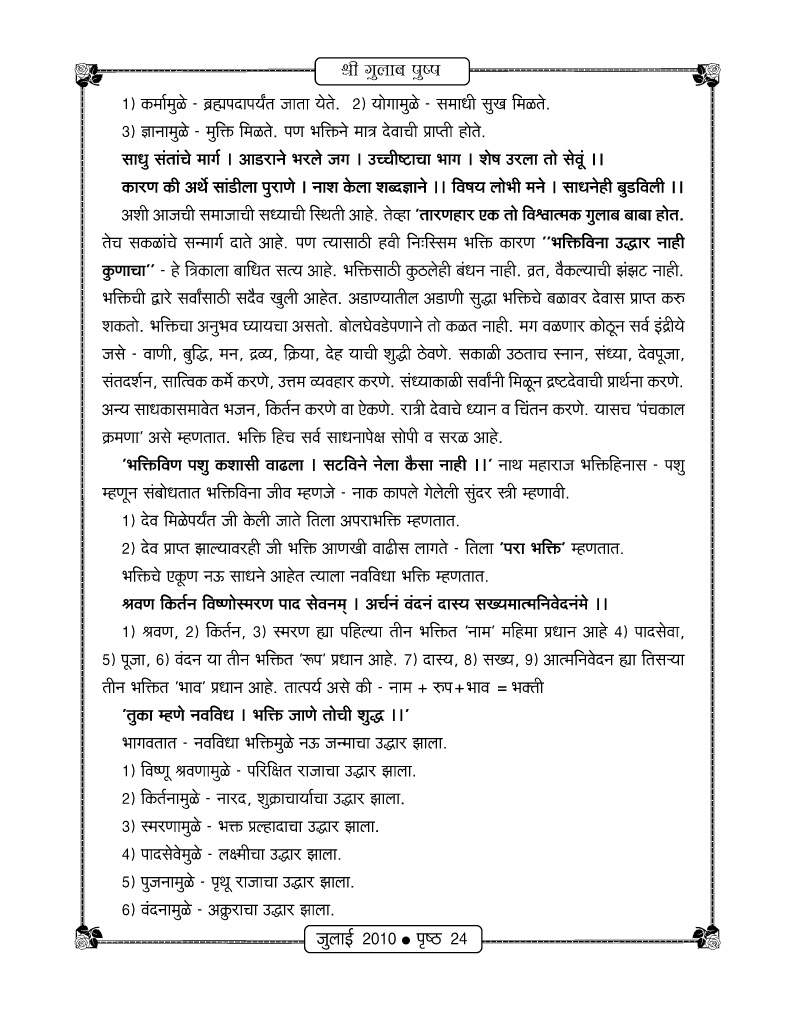 श्री गुलाब पुष्प
1) कर्मामुळे - ब्रह्मपदापर्यंत जाता येते. 2) योगामुळे - समाधी सुख मिळते.
3) ज्ञानामुळे - मुक्ति मिळते. पण भक्तिने मात्र देवाची प्राप्ती होते.
साधु संतांचे मार्ग । आडराने भरले जग । उच्चीष्टाचा भाग । शेष उरला तो सेवूं ।।
कारण की अर्थे सांडीला पुराणे । नाश केला शब्दज्ञाने ।। विषय लोभी मने । साधनेही बुडविली ।।
अशी आजची समाजाची सध्याची स्थिती आहे. तेव्हा 'तारणहार एक तो विश्वात्मक गुलाब बाबा होत.
तेच सकळांचे सन्मार्ग दाते आहे. पण त्यासाठी हवी निःस्सिम भक्ति कारण ''भक्तिविना उद्धार नाही
कुणाचा'' - हे त्रिकाला बाधित सत्य आहे. भक्तिसाठी कुठलेही बंधन नाही. व्रत, वैकल्याची झंझट नाही.
भक्तिची द्वारे सर्वांसाठी सदैव खुली आहेत. अडाण्यातील अडाणी सुद्धा भक्तिचे बळावर देवास प्राप्त करु
शकतो. भक्तिचा अनुभव घ्यायचा असतो. बोलघेवडेपणाने तो कळत नाही. मग वळणार कोठून सर्व इंद्रीये
जसे - वाणी, बुद्धि, मन, द्रव्य, क्रिया, देह याची शुद्धी ठेवणे. सकाळी उठताच स्नान, संध्या, देवपूजा,
संतदर्शन, सात्विक कर्मे करणे, उत्तम व्यवहार करणे. संध्याकाळी सर्वांनी मिळून द्रष्टदेवाची प्रार्थना करणे.
अन्य साधकासमावेत भजन, किर्तन करणे वा ऐकणे. रात्री देवाचे ध्यान व चिंतन करणे. यासच 'पंचकाल
क्रमणा' असे म्हणतात. भक्ति हिच सर्व साधनापेक्ष सोपी व सरळ आहे.
'भक्तिविण पशु कशासी वाढला । सटविने नेला कैसा नाही ।।' नाथ महाराज भक्तिहिनास - पशु
म्हणून संबोधतात भक्तिविना जीव म्हणजे - नाक कापले गेलेली सुंदर स्त्री म्हणावी.
1) देव मिळेपर्यंत जी केली जाते तिला अपराभक्ति म्हणतात.
2) देव प्राप्त झाल्यावरही जी भक्ति आणखी वाढीस लागते - तिला 'परा भक्ति' म्हणतात.
भक्तिचे एकूण नऊ साधने आहेत त्याला नवविधा भक्ति म्हणतात.
श्रवण किर्तन विष्णोस्मरण पाद सेवनम् । अर्चनं वंदनं दास्य सख्यमात्मनिवेदनंमे ।।
1) श्रवण, 2) किर्तन, 3) स्मरण ह्या पहिल्या तीन भक्तित 'नाम' महिमा प्रधान आहे 4) पादसेवा,
5) पूजा, 6) वंदन या तीन भक्तित 'रूप' प्रधान आहे. 7) दास्य, 8) सख्य, 9) आत्मनिवेदन ह्या तिसऱ्या
तीन भक्तित 'भाव' प्रधान आहे. तात्पर्य असे की - नाम + रुप+भाव = भक्ती
'तुका म्हणे नवविध । भक्ति जाणे तोची शुद्ध ।।'
भागवतात - नवविधा भक्तिमुळे नऊ जन्माचा उद्धार झाला.
1) विष्णू श्रवणामुळे - परिक्षित राजाचा उद्धार झाला.
2) किर्तनामुळे - नारद, शुक्राचार्याचा उद्धार झाला.
3) स्मरणामुळे - भक्त प्रल्हादाचा उद्धार झाला.
4) पादसेवेमुळे - लक्ष्मीचा उद्धार झाला.
5) पुजनामुळे - पृथू राजाचा उद्धार झाला.
6) वंदनामुळे - अक्रुराचा उद्धार झाला.
जुलाई 2010 ● पृष्ठ 24